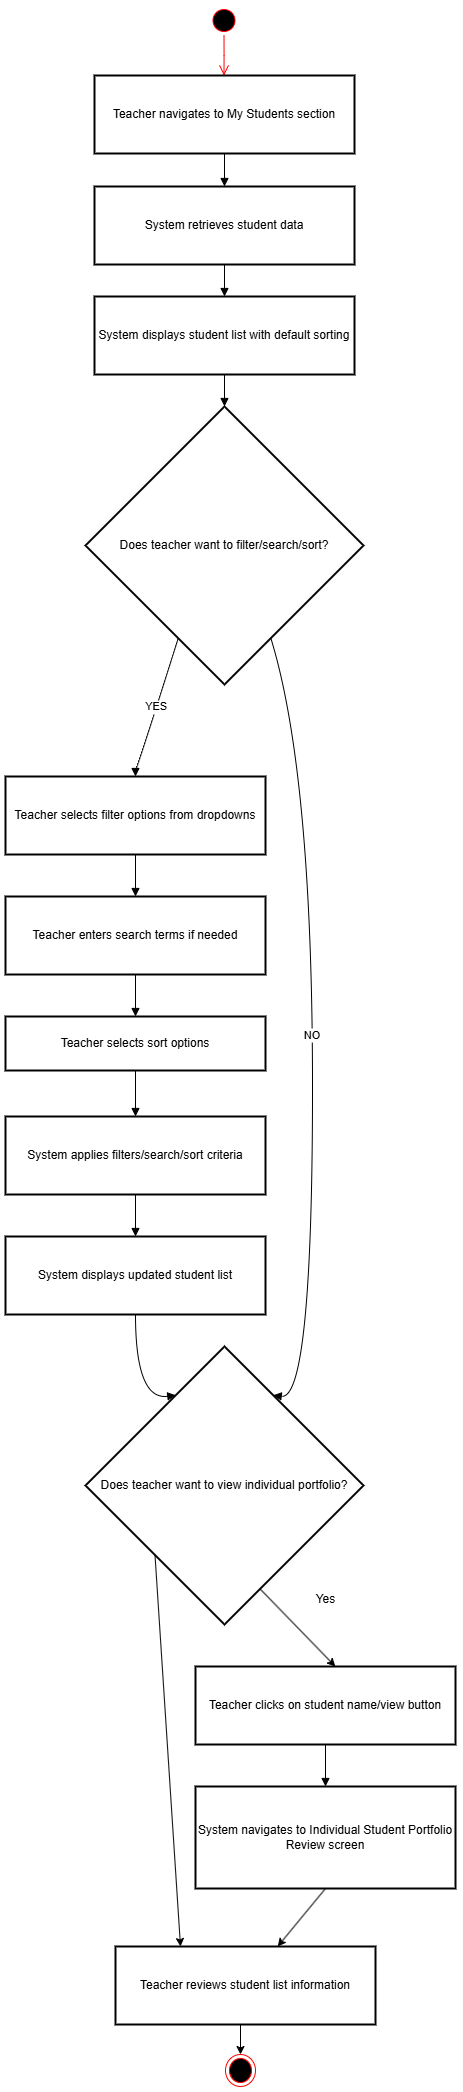 Teacher navigates to My Students section
System retrieves student data
System displays student list with default sorting
Does teacher want to filter/search/sort?
YES
Teacher selects filter options from dropdowns
Teacher enters search terms if needed
NO
Teacher selects sort options
System applies filters/search/sort criteria
System displays updated student list
Does teacher want to view individual portfolio?
Yes
Teacher clicks on student name/view button
System navigates to Individual Student Portfolio
Review screen
Teacher reviews student list information